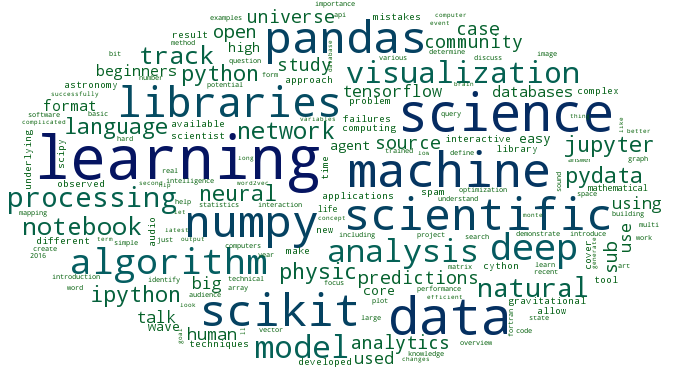 importance
universe
mistakes
api
computer
examples
event
result
method
open
pandas
case
track
high
community
various
determine
discuss
image
question
study
beginners
python
form
approach
database
visualization
number
potential
astronomy
successfully
tensorflow
databases
complex
brain
format
basic
libraries
problem
science
query
software
complicated
language
available
variables
failures
thin
like
better
hard
scientist
network
computing
agent
source
interactive
easy
jupyter
underlying
scipy
learning
long
time
library
define
trained
low
machine
answer
graph
observed
real
second
intelligence
neural
applications
spam
optimization
sound
space
pydata
mathematical
processing
help
statistics
interaction
life
understand
using
mapping
set
concept
numpy
scientific
monte
building
notebook
audio
latest
new
including
project
search
demonstrate
introduce
multi
different
just
output
term
simple
computers
year
make
analysis
deep
use
sub
cover
generate
work
create
2016
algorithm
physic
matrix
cython
learn
recent
art
introduction
identify
technical
focus
predictions
tool
word
big
array
core
performance
natural
ipython
audience
plot
efficient
gravitational
look
scikit
data
fortran
allow
talk
wave
goal
human
vector
large
state
code
techniques
model
analytics
overview
developed
used
knowledge
changes